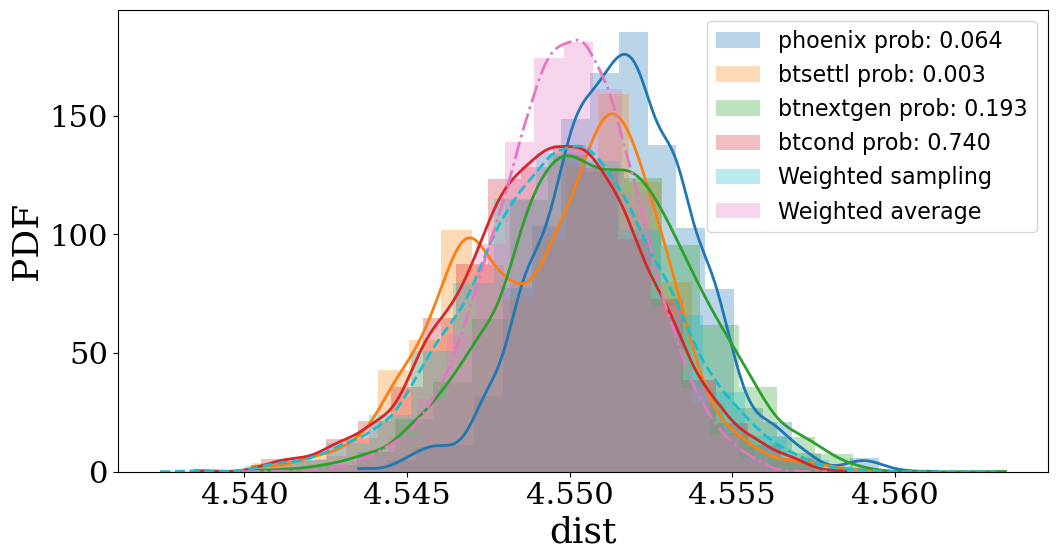 phoenix prob: 0.064
btsettl prob: 0.003
btnextgen prob: 0.193
btcond prob: 0.740
Weighted sampling
Weighted average
PDF
150
100
50
0
4.540 4.545 4.550 4.555 4.560
dist